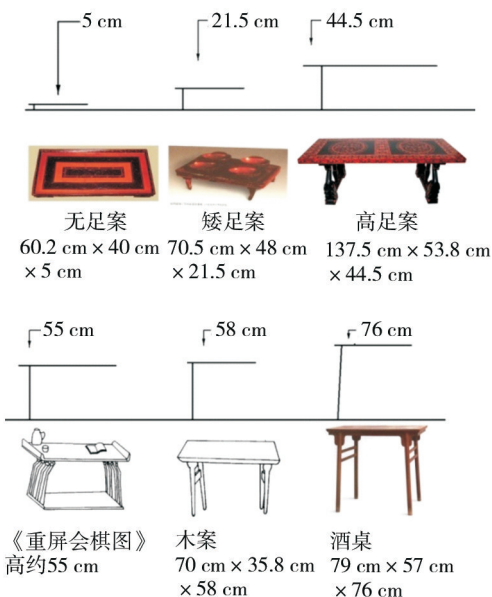 5 cm
21.5 cm
44.5 cm
无足案
60.2 cm×40 cm
×5 cm
矮足案
70.5 cm×48 cm
×21.5 cm
高足案
137.5 cm×53.8 cm
×44.5 cm
55 cm
58 cm
76 cm
《重屏会棋图》
高约55 cm
木案
70 cm×35.8 cm
×58 cm
酒桌
79 cm×57 cm
×76 cm